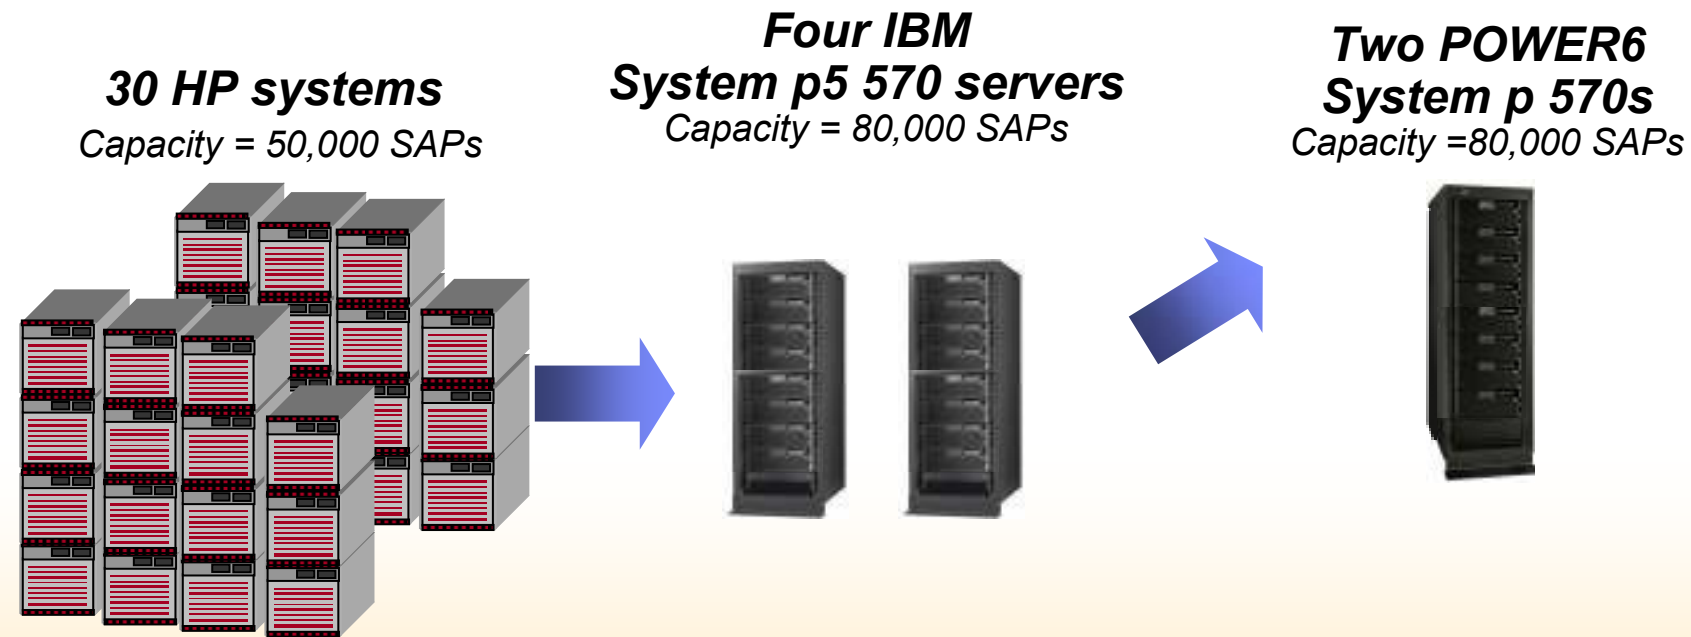 30 HP systems
Capacity = 50,000 SAPs
Four IBM
System p5 570 servers
Capacity = 80,000 SAPs
Two POWER6
System p 570s
Capacity =80,000 SAPs